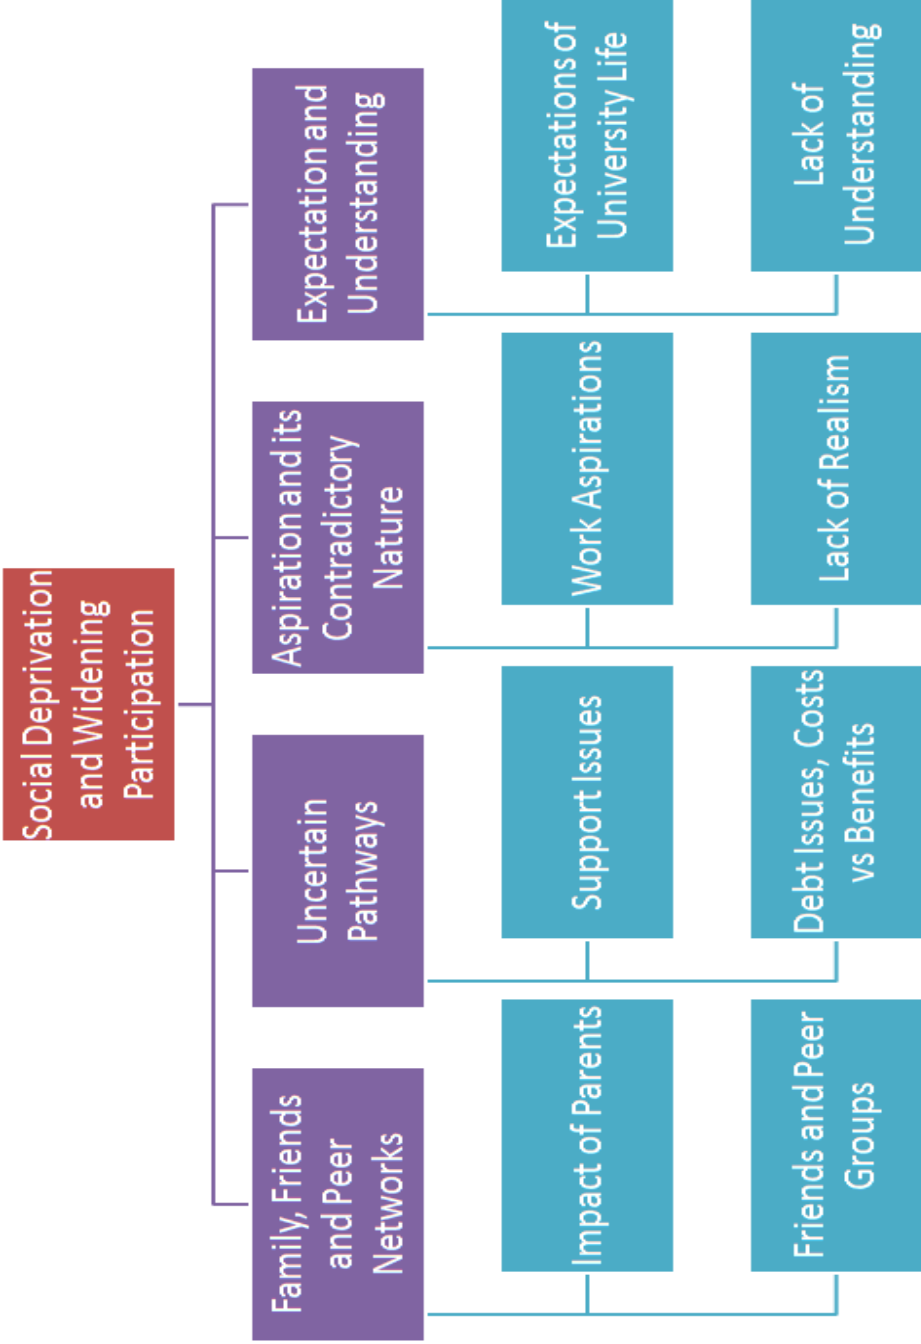 Social Deprivation
and Widening
Participation
Family, Friends
and Peer
Networks
Impact of Parents
Friends and Peer
Groups
Uncertain
Pathways
Support Issues
Debt Issues, Costs
vs Benefits
Aspiration and its
Contradictory
Nature
Work Aspirations
Lack of Realism
Expectation and
Understanding
Expectations of
University Life
Lack of
Understanding